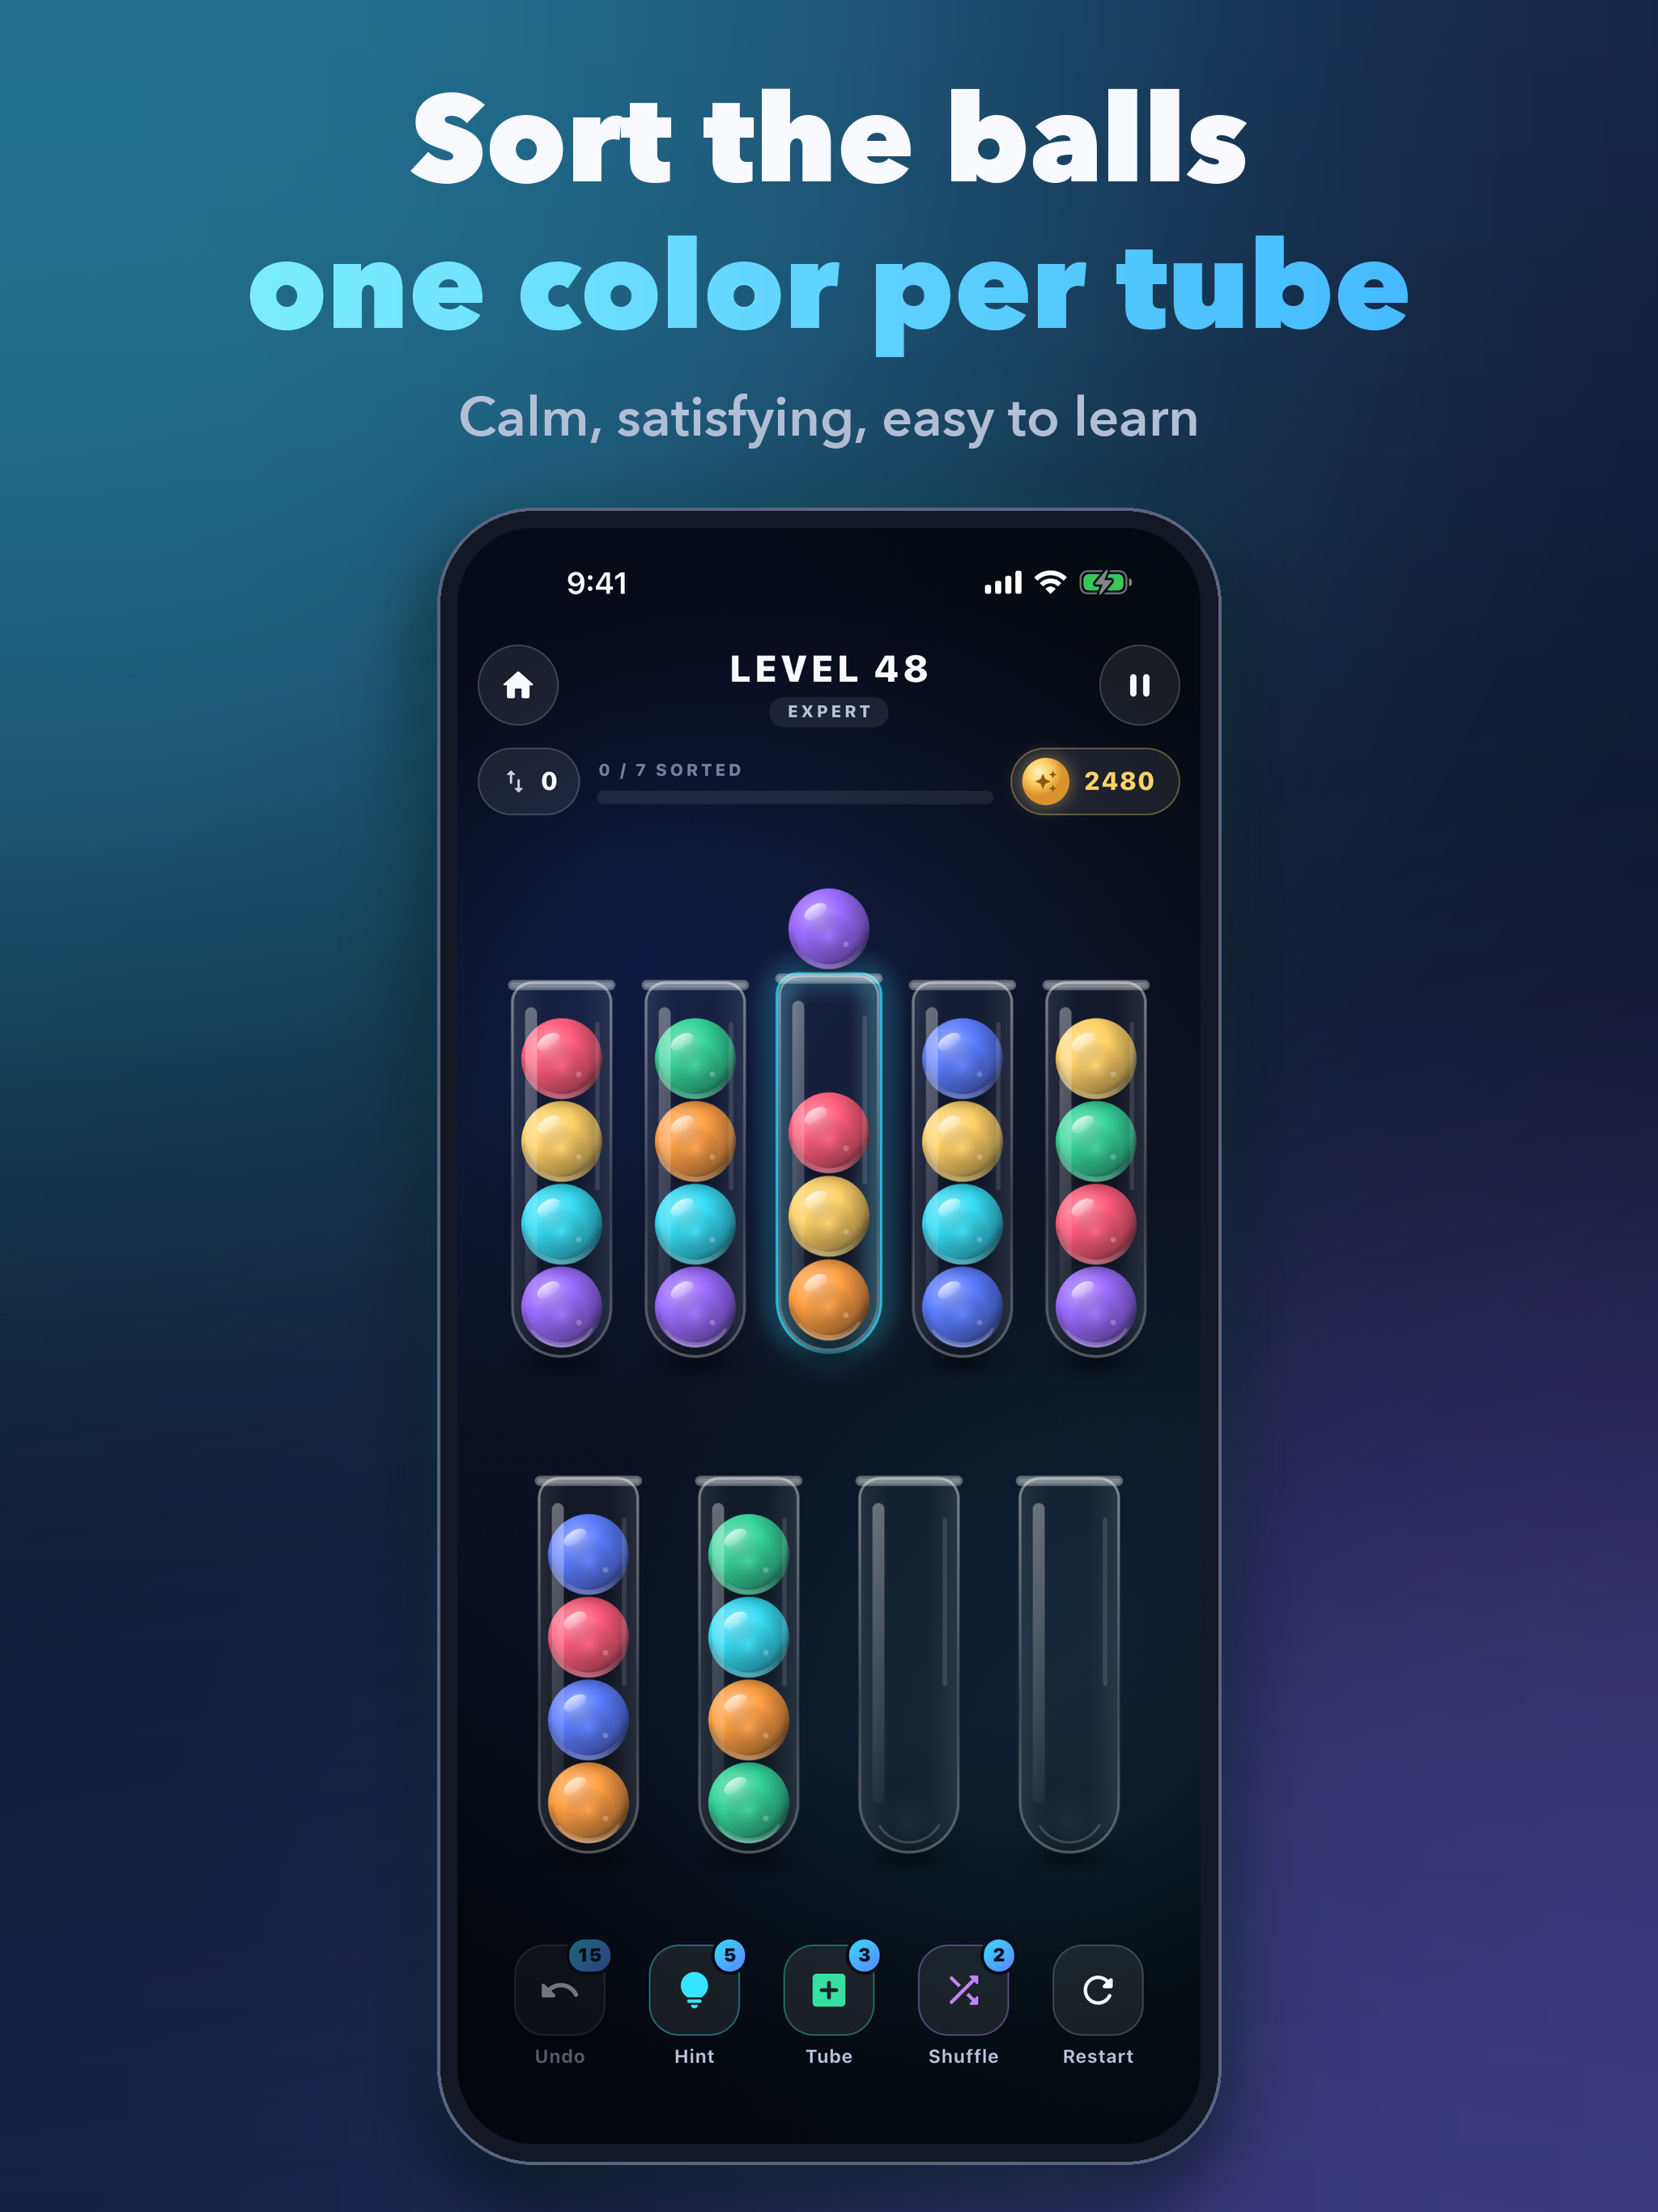 Sort the balls
one color per tube
Calm, satisfying, easy to learn
9:41
LEVEL 48
EXPERT
0
0 / 7 SORTED
2480
15
5
3
2
Undo
Hint
Tube
Shuffle
Restart